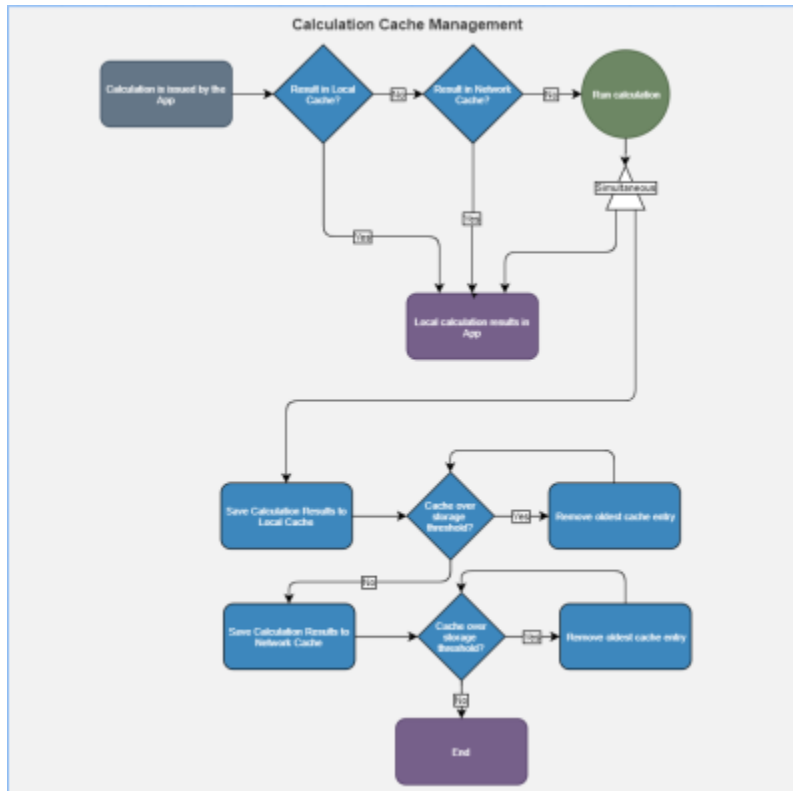 Calculation Cache Management
Calculation is issued by the
App
Result in Local
Cache?
No
Result in Network
Cache?
No
Run calculation
Simultaneous
Yes
Yes
Local calculation results in
App
Save Calculation Results to
Local Cache
Cache over
storage
threshold?
Yes
Remove oldest cache entry
No
Save Calculation Results to
Network Cache
Cache over
storage
threshold?
Yes
Remove oldest cache entry
No
End